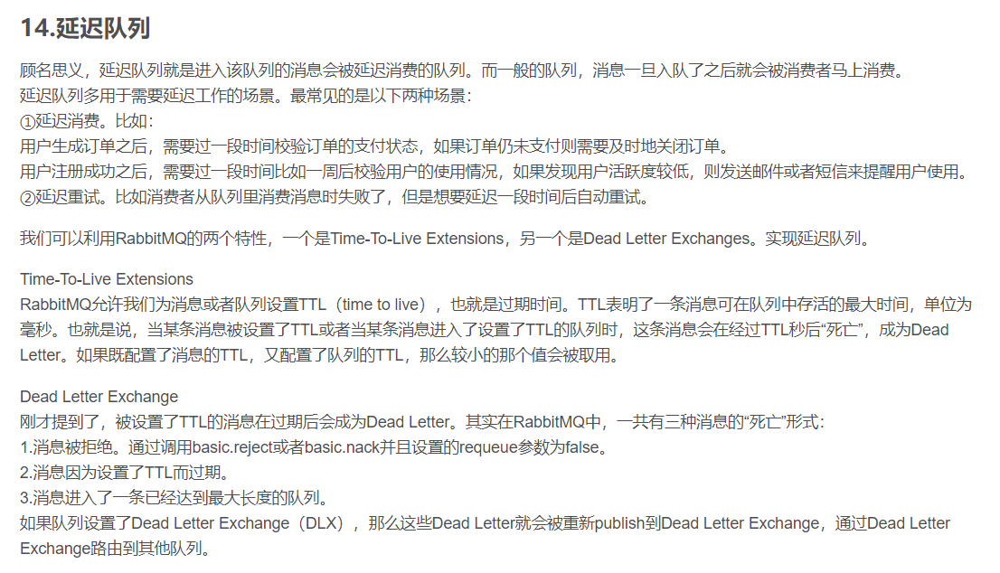 14.延迟队列
顾名思义，延迟队列就是进入该队列的消息会被延迟消费的队列。而一般的队列，消息一旦入队了之后就会被消费者马上消费。
延迟队列多用于需要延迟工作的场景。最常见的是以下两种场景：
①延迟消费。比如：
用户生成订单之后，需要过一段时间校验订单的支付状态，如果订单仍未支付则需要及时地关闭订单。
用户注册成功之后，需要过一段时间比如一周后校验用户的使用情况，如果发现用户活跃度较低，则发送邮件或者短信来提醒用户使用。
②延迟重试。比如消费者从队列里消费消息时失败了，但是想要延迟一段时间后自动重试。
我们可以利用RabbitMQ的两个特性，一个是Time-To-Live Extensions，另一个是Dead Letter Exchanges。实现延迟队列。
Time-To-Live Extensions
RabbitMQ允许我们为消息或者队列设置TTL（time to live），也就是过期时间。TTL表明了一条消息可在队列中存活的最大时间，单位为
毫秒。也就是说，当某条消息被设置了TTL或者当某条消息进入了设置了TTL的队列时，这条消息会在经过TTL秒后“死亡”，成为Dead
Letter。如果既配置了消息的TTL，又配置了队列的TTL，那么较小的那个值会被取用。
Dead Letter Exchange
刚才提到了，被设置了TTL的消息在过期后会成为Dead Letter。其实在RabbitMQ中，一共有三种消息的“死亡”形式：
1.消息被拒绝。通过调用basic.reject或者basic.nack并且设置的requeue参数为false。
2.消息因为设置了TTL而过期。
3.消息进入了一条已经达到最大长度的队列。
如果队列设置了Dead Letter Exchange（DLX），那么这些Dead Letter就会被重新publish到Dead Letter Exchange，通过Dead Letter
Exchange路由到其他队列。